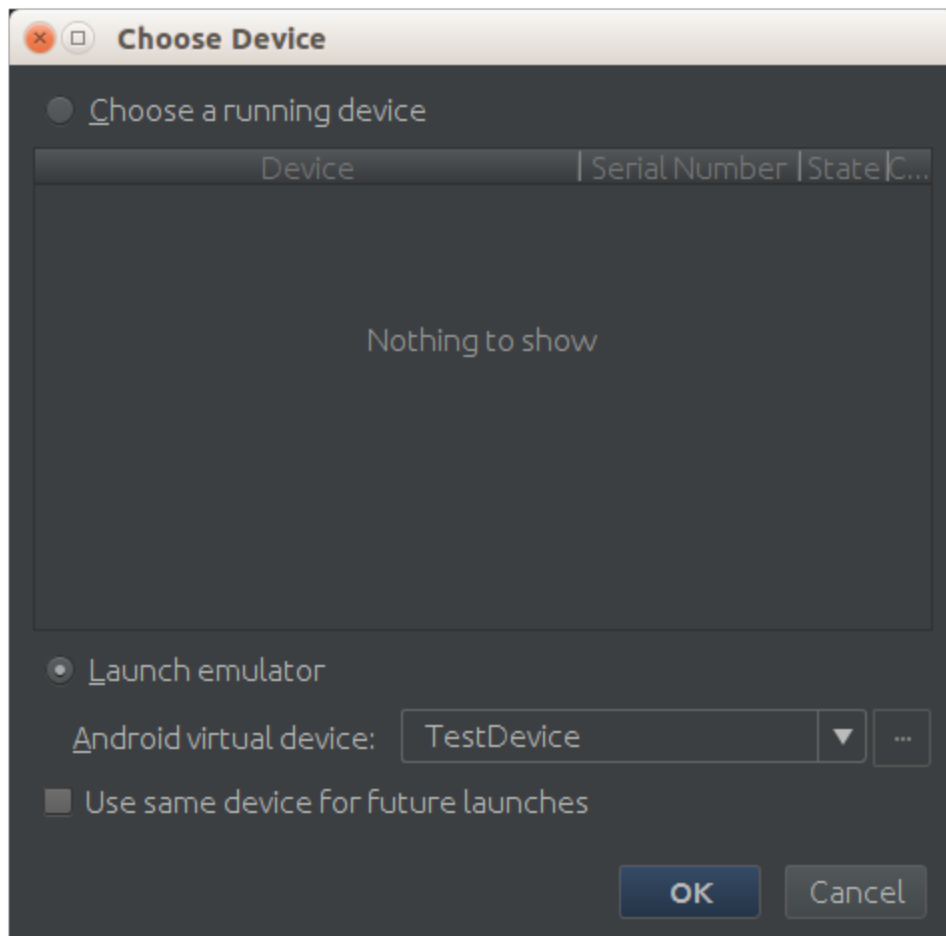 Choose Device
Choose a running device
Device Serial Number State C...
Nothing to show
Launch emulator
Android virtual device: TestDevice ...
Use same device for future launches
OK Cancel